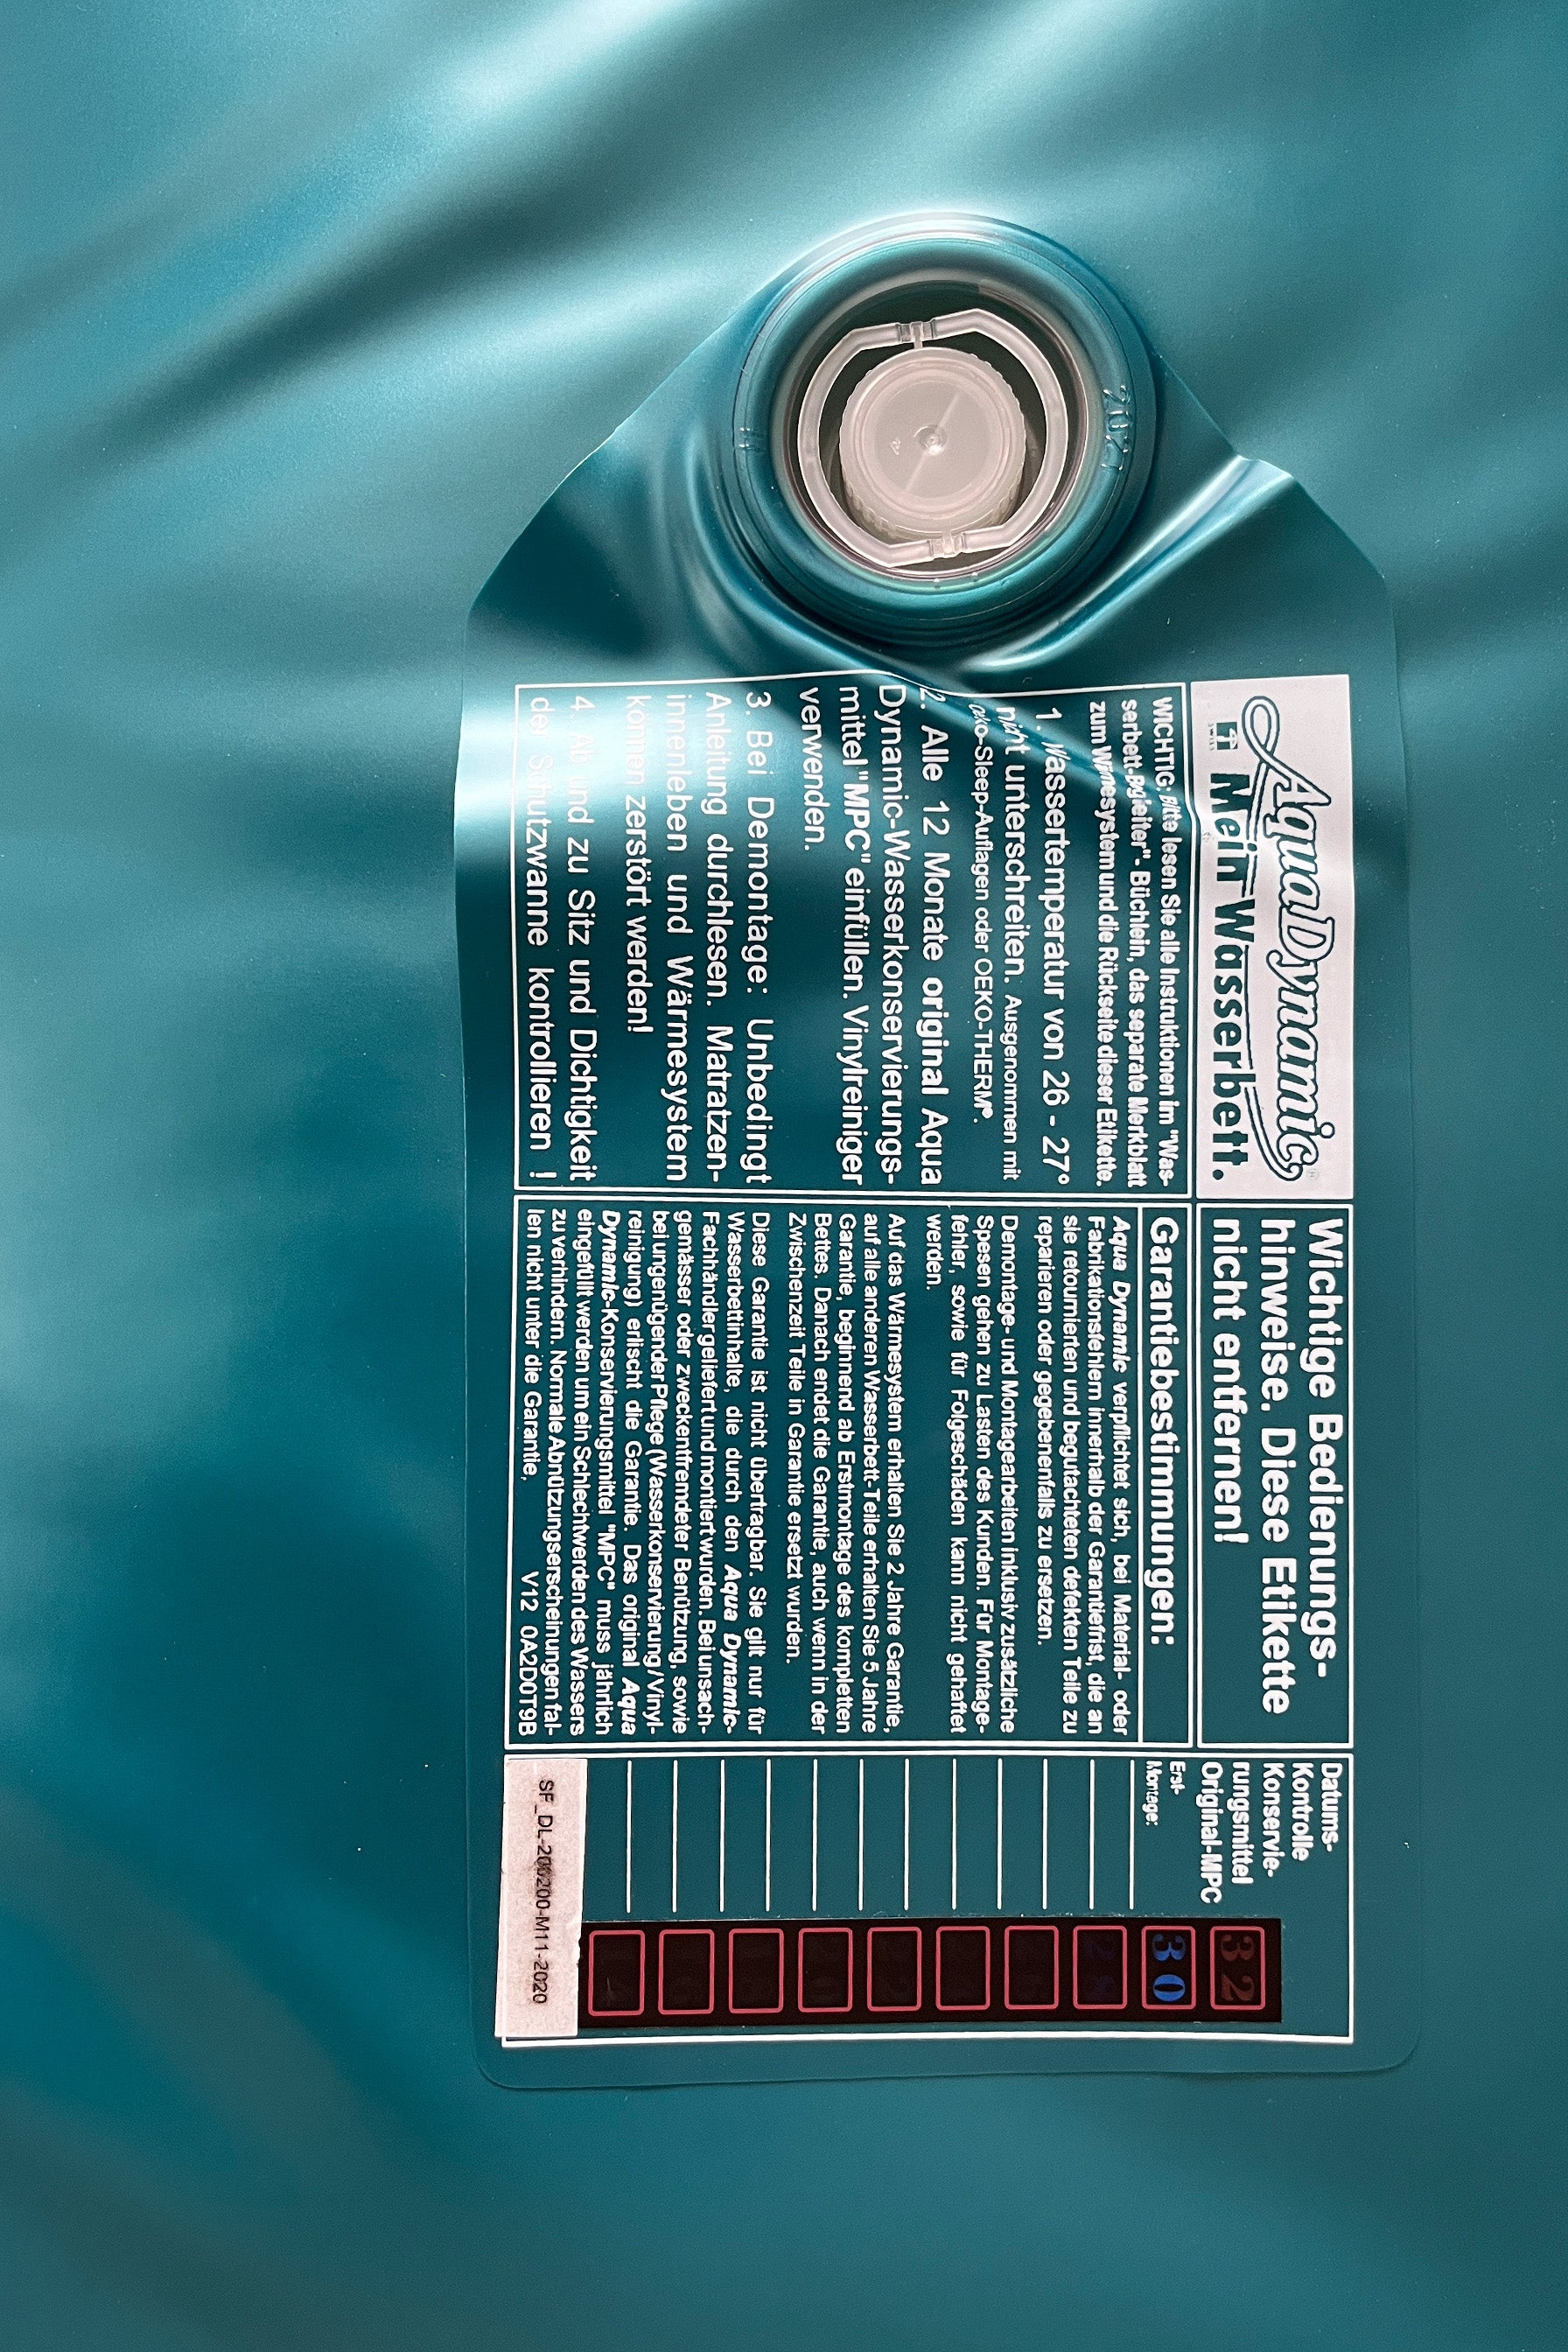 2021
AquaDynamic®
Mein Wasserbett.
WICHTIG: Bitte lesen Sie alle Instruktionen im "Was-
serbett-Begleiter"- Büchlein, das separate Merkblatt
zum Wärmesystem und die Rückseite dieser Etikette.
1. Wassertemperatur von 26 - 27°
nicht unterschreiten. Ausgenommen mit
öko-Sleep-Auflagen oder OEKO-THERM®.
2. Alle 12 Monate original Aqua
Dynamic-Wasserkonservierungs-
mittel "MPC" einfüllen. Vinylreiniger
verwenden.
3. Bei Demontage: Unbedingt
Anleitung durchlesen. Matratzen-
innenleben und Wärmesystem
können zerstört werden!
4. Ab und zu Sitz und Dichtigkeit
der Schutzwanne kontrollieren !
Wichtige Bedienungs-
hinweise. Diese Etikette
nicht entfernen!
Garantiebestimmungen:
Aqua Dynamic verpflichtet sich, bei Material- oder
Fabrikationsfehlern innerhalb der Garantiefrist, die an
sie retournierten und begutachteten defekten Teile zu
reparieren oder gegebenenfalls zu ersetzen.
Demontage- und Montagearbeiten inklusiv zusätzliche
Spesen gehen zu Lasten des Kunden. Für Montage-
fehler, sowie für Folgeschäden kann nicht gehaftet
werden.
Auf das Wärmesystem erhalten Sie 2 Jahre Garantie,
auf alle anderen Wasserbett-Teile erhalten Sie 5 Jahre
Garantie, beginnend ab Erstmontage des kompletten
Bettes. Danach endet die Garantie, auch wenn in der
Zwischenzeit Teile in Garantie ersetzt wurden.
Diese Garantie ist nicht übertragbar. Sie gilt nur für
Wasserbettinhalte, die durch den Aqua Dynamic-
Fachhändler geliefert und montiert wurden. Bei unsach-
gemässer oder zweckentfremdeter Benützung, sowie
bei ungenügender Pflege (Wasserkonservierung/Vinyl-
reinigung) erlischt die Garantie. Das original Aqua
Dynamic-Konservierungsmittel "MPC" muss jährlich
eingefüllt werden um ein Schlechtwerden des Wassers
zu verhindern. Normale Abnützungserscheinungen fal-
len nicht unter die Garantie.
V12 0A2D0T9B
Datums-
Kontrolle
Konservie-
rungsmittel
Original-MPC
Erst-
Montage:
32
30
28
SF_DL-200200-M11-2020